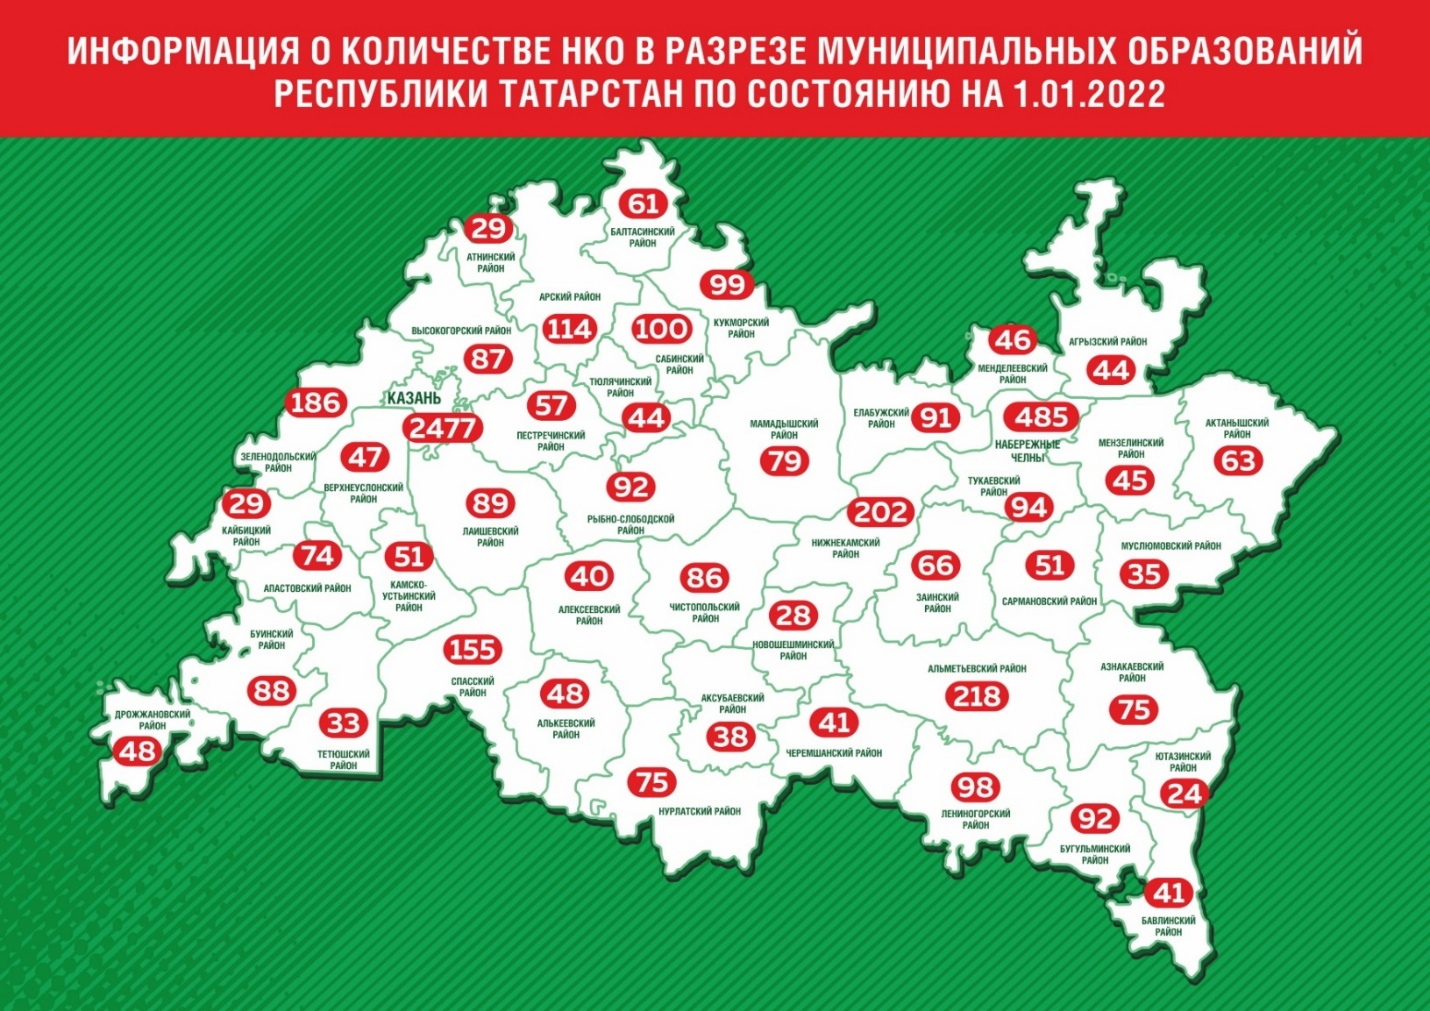 ИНФОРМАЦИЯ О КОЛИЧЕСТВЕ НКО В РАЗРЕЗЕ МУНИЦИПАЛЬНЫХ ОБРАЗОВАНИЙ
РЕСПУБЛИКИ ТАТАРСТАН ПО СОСТОЯНИЮ НА 1.01.2022
61
БАЛТАСИНСКИЙ
РАЙОН
29
АТНИНСКИЙ
РАЙОН
99
КУКМОРСКИЙ
РАЙОН
АРСКИЙ РАЙОН
114
100
САБИНСКИЙ
РАЙОН
ВЫСОКОГОРСКИЙ РАЙОН
87
46
МЕНДЕЛЕЕВСКИЙ
РАЙОН
АГРЫЗСКИЙ РАЙОН
44
186
ЗЕЛЕНОДОЛЬСКИЙ
РАЙОН
КАЗАНЬ
2477
57
ПЕСТРЕЧИНСКИЙ
РАЙОН
ТЮЛЯЧИНСКИЙ
РАЙОН
44
МАМАДЫШСКИЙ
РАЙОН
79
ЕЛАБУЖСКИЙ
РАЙОН
91
485
НАБЕРЕЖНЫЕ
ЧЕЛНЫ
МЕНЗЕЛИНСКИЙ
РАЙОН
45
АКТАНЫШСКИЙ
РАЙОН
63
47
ВЕРХНЕУСЛОНСКИЙ
РАЙОН
29
КАЙБИЦКИЙ
РАЙОН
89
ЛАИШЕВСКИЙ
РАЙОН
92
РЫБНО-СЛОБОДСКОЙ
РАЙОН
202
НИЖНЕКАМСКИЙ
РАЙОН
ТУКАЕВСКИЙ
РАЙОН
94
74
АПАСТОВСКИЙ РАЙОН
51
КАМСКО-
УСТЬИНСКИЙ
РАЙОН
40
АЛЕКСЕЕВСКИЙ
РАЙОН
86
ЧИСТОПОЛЬСКИЙ
РАЙОН
66
ЗАИНСКИЙ
РАЙОН
51
САРМАНОВСКИЙ РАЙОН
МУСЛЮМОВСКИЙ РАЙОН
35
28
НОВОШЕШМИНСКИЙ
РАЙОН
БУИНСКИЙ
РАЙОН
88
155
СПАССКИЙ
РАЙОН
48
АЛЬКЕЕВСКИЙ
РАЙОН
АКСУБАЕВСКИЙ
РАЙОН
38
АЛЬМЕТЬЕВСКИЙ РАЙОН
218
АЗНАКАЕВСКИЙ
РАЙОН
75
ДРОЖЖАНОВСКИЙ
РАЙОН
48
33
ТЕТЮШСКИЙ
РАЙОН
41
ЧЕРЕМШАНСКИЙ РАЙОН
75
НУРЛАТСКИЙ РАЙОН
98
ЛЕНИНОГОРСКИЙ
РАЙОН
ЮТАЗИНСКИЙ
РАЙОН
24
92
БУГУЛЬМИНСКИЙ
РАЙОН
41
БАВЛИНСКИЙ
РАЙОН